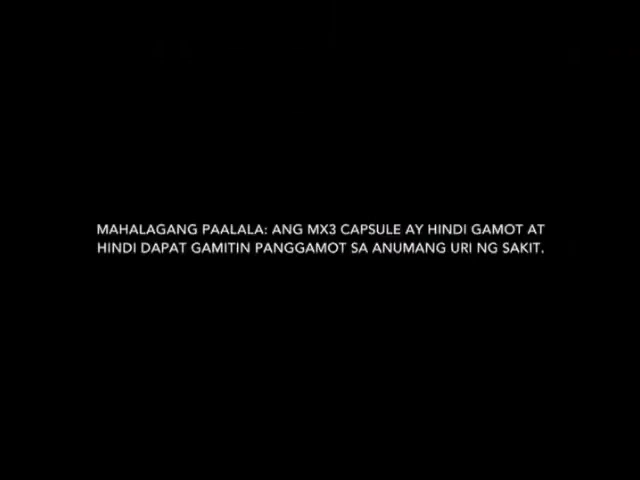 MAHALAGANG PAALALA: ANG MX3 CAPSULE AY HINDI GAMOT AT
HINDI DAPAT GAMITIN PANGGAMOT SA ANUMANG URI NG SAKIT.